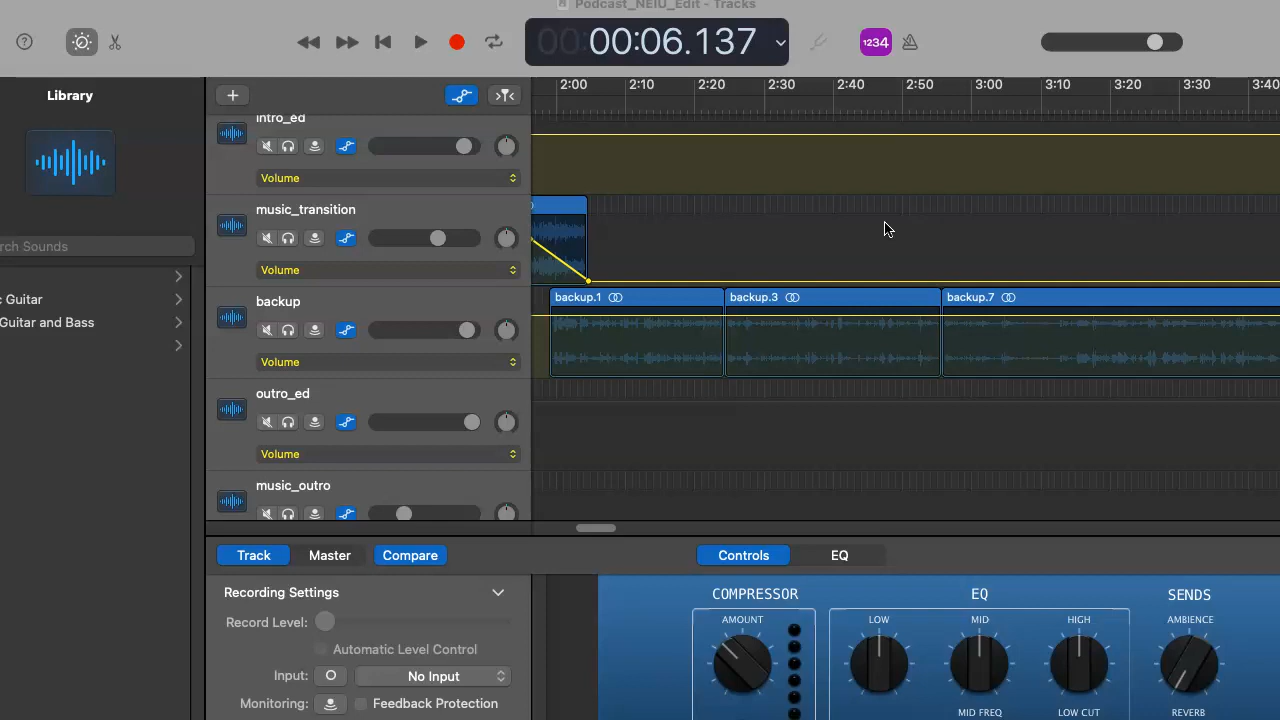 Podcast_NEIU_Edit - Tracks
00:00:06.137
1234
Library
2:00 2:10 2:20 2:30 2:40 2:50 3:00 3:10 3:20 3:30 3:40
intro_ed
Volume
music_transition
rch Sounds
Volume
c Guitar
backup
backup.1
backup.3
backup.7
Guitar and Bass
Volume
outro_ed
Volume
music_outro
Track Master Compare
Controls EQ
Recording Settings
COMPRESSOR
EQ
SENDS
Record Level:
AMOUNT
LOW
MID
HIGH
AMBIENCE
Automatic Level Control
Input:
No Input
Monitoring:
Feedback Protection
MID FREQ
LOW CUT
REVERB